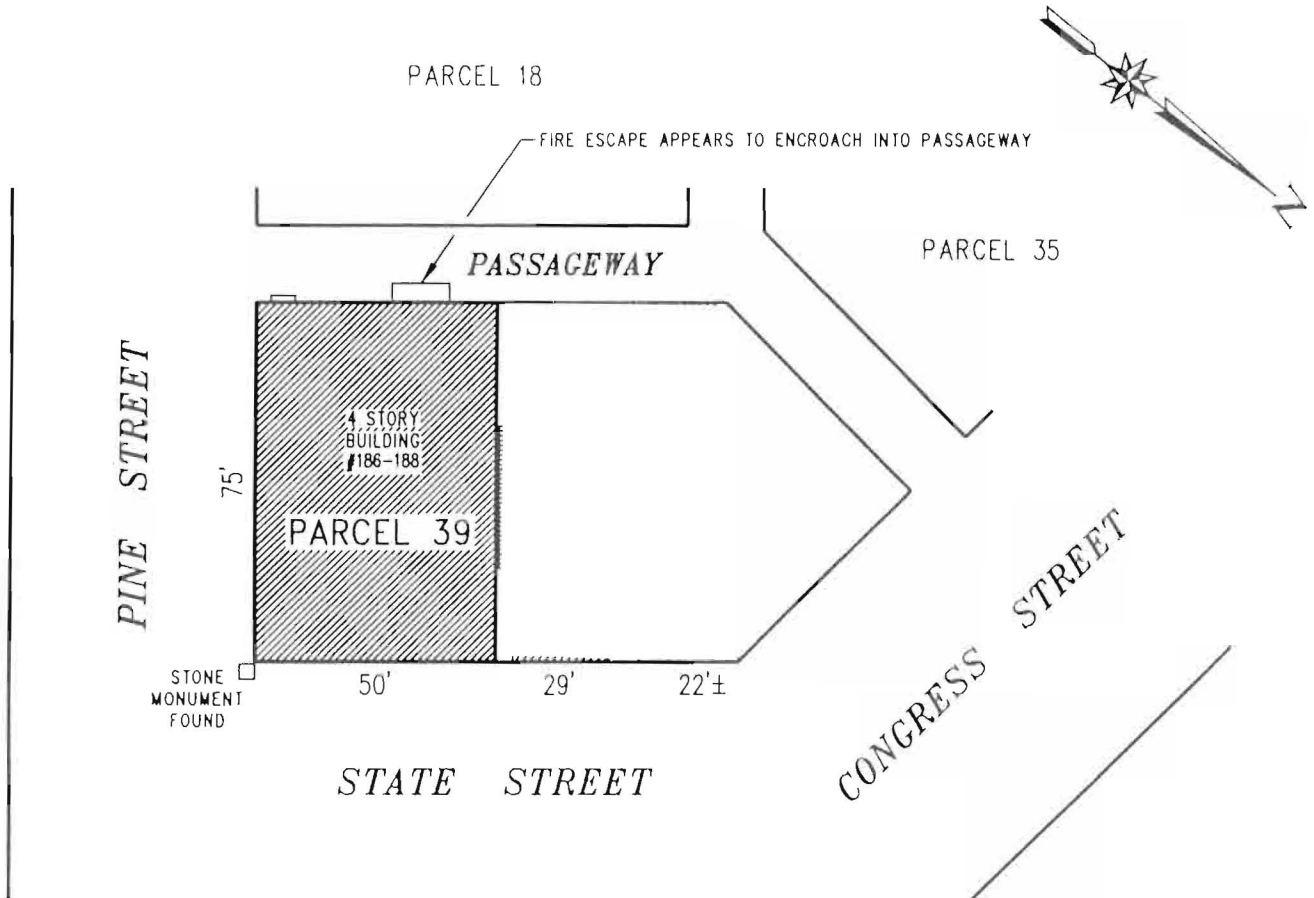 PARCEL 18
FIRE ESCAPE APPEARS TO ENCROACH INTO PASSAGEWAY
N
PASSAGEWAY
PARCEL 35
PINE STREET
75'
4 STORY
BUILDING
#186-188
PARCEL 39
STONE
MONUMENT
FOUND
50'
29'
22'±
STATE STREET
CONGRESS STREET